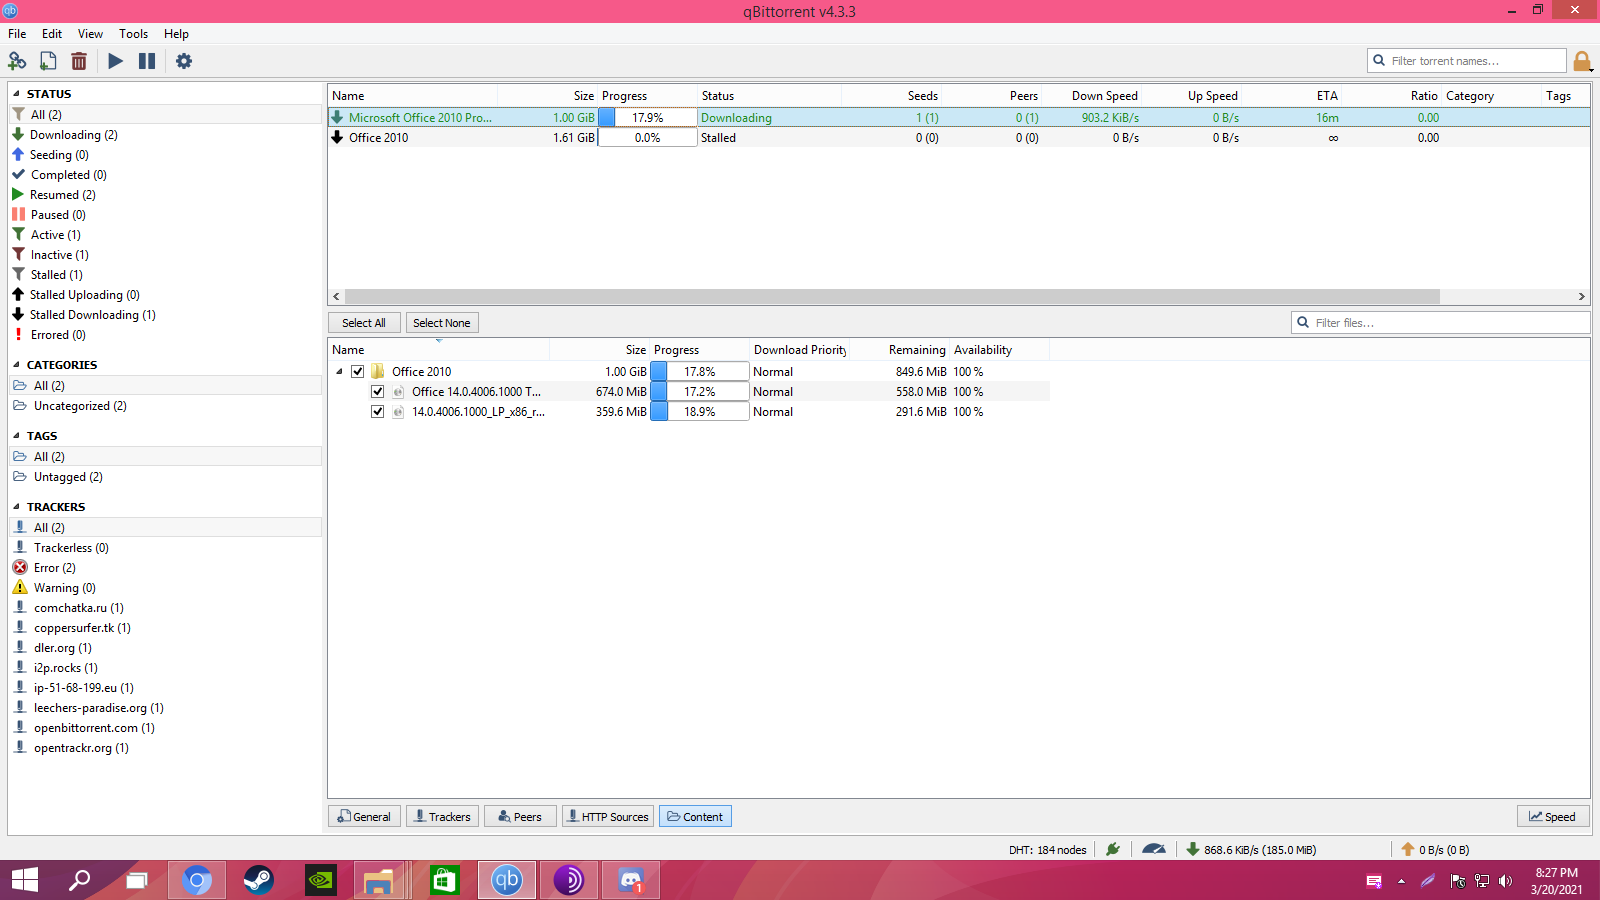 qBittorrent v4.3.3
File Edit View Tools Help
Filter torrent names...
STATUS
All (2)
Downloading (2)
Seeding (0)
Completed (0)
Resumed (2)
Paused (0)
Active (1)
Inactive (1)
Stalled (1)
Stalled Uploading (0)
Stalled Downloading (1)
Errored (0)
CATEGORIES
All (2)
Uncategorized (2)
TAGS
All (2)
Untagged (2)
TRACKERS
All (2)
Trackerless (0)
Error (2)
Warning (0)
comchatka.ru (1)
coppersurfer.tk (1)
dler.org (1)
i2p.rocks (1)
ip-51-68-199.eu (1)
leechers-paradise.org (1)
openbittorrent.com (1)
opentrackr.org (1)
Name Size Progress Status Seeds Peers Down Speed Up Speed ETA Ratio Category Tags
Microsoft Office 2010 Pro... 1.00 GiB 17.9% Downloading 1 (1) 0 (1) 903.2 KiB/s 0 B/s 16m 0.00
Office 2010 1.61 GiB 0.0% Stalled 0 (0) 0 (0) 0 B/s 0 B/s ∞ 0.00
Select All Select None Filter files...
Name Size Progress Download Priority Remaining Availability
Office 2010 1.00 GiB 17.8% Normal 849.6 MiB 100 %
Office 14.0.4006.1000 T... 674.0 MiB 17.2% Normal 558.0 MiB 100 %
14.0.4006.1000_LP_x86_r... 359.6 MiB 18.9% Normal 291.6 MiB 100 %
General Trackers Peers HTTP Sources Content Speed
DHT: 184 nodes 868.6 KiB/s (185.0 MiB) 0 B/s (0 B)
qb
1
8:27 PM
3/20/2021